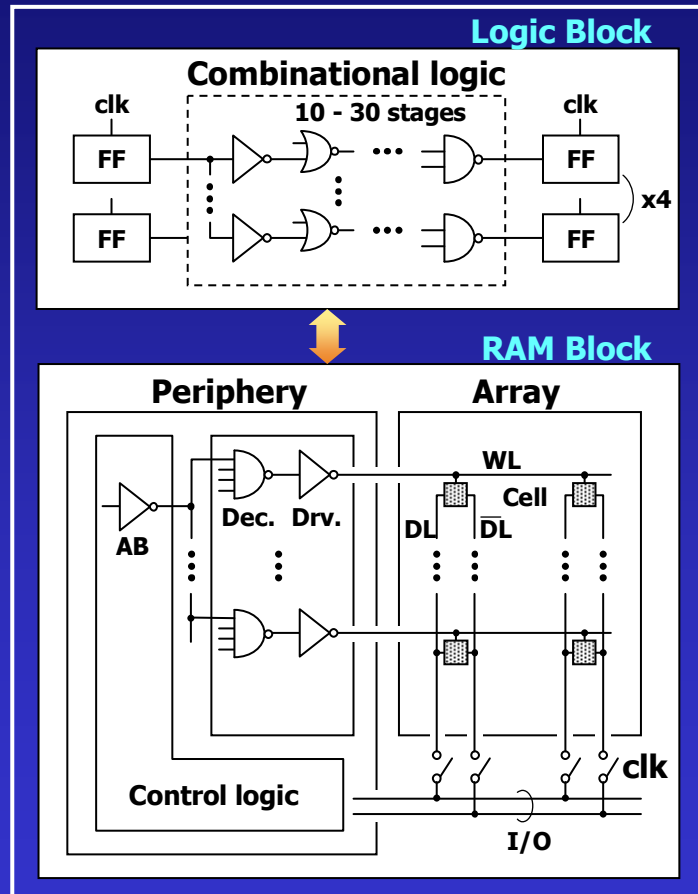 Logic Block
Combinational logic
clk
10 - 30 stages
clk
FF
FF
x4
FF
FF
RAM Block
Periphery
Array
WL
Cell
Dec.
Drv.
DL
D̅L̅
AB
clk
Control logic
I/O